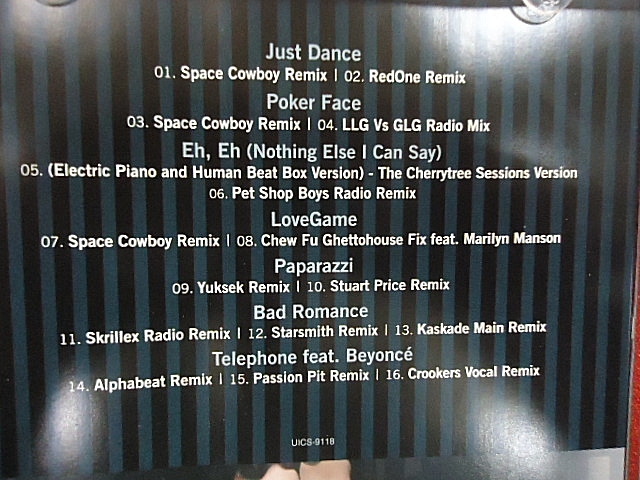 Just Dance
01. Space Cowboy Remix | 02. RedOne Remix
Poker Face
03. Space Cowboy Remix | 04. LLG Vs GLG Radio Mix
Eh, Eh (Nothing Else I Can Say)
05. (Electric Piano and Human Beat Box Version) - The Cherrytree Sessions Version
06. Pet Shop Boys Radio Remix
LoveGame
07. Space Cowboy Remix | 08. Chew Fu Ghettohouse Fix feat. Marilyn Manson
Paparazzi
09. Yuksek Remix | 10. Stuart Price Remix
Bad Romance
11. Skrillex Radio Remix | 12. Starsmith Remix | 13. Kaskade Main Remix
Telephone feat. Beyoncé
14. Alphabeat Remix | 15. Passion Pit Remix | 16. Crookers Vocal Remix
UICS-9118